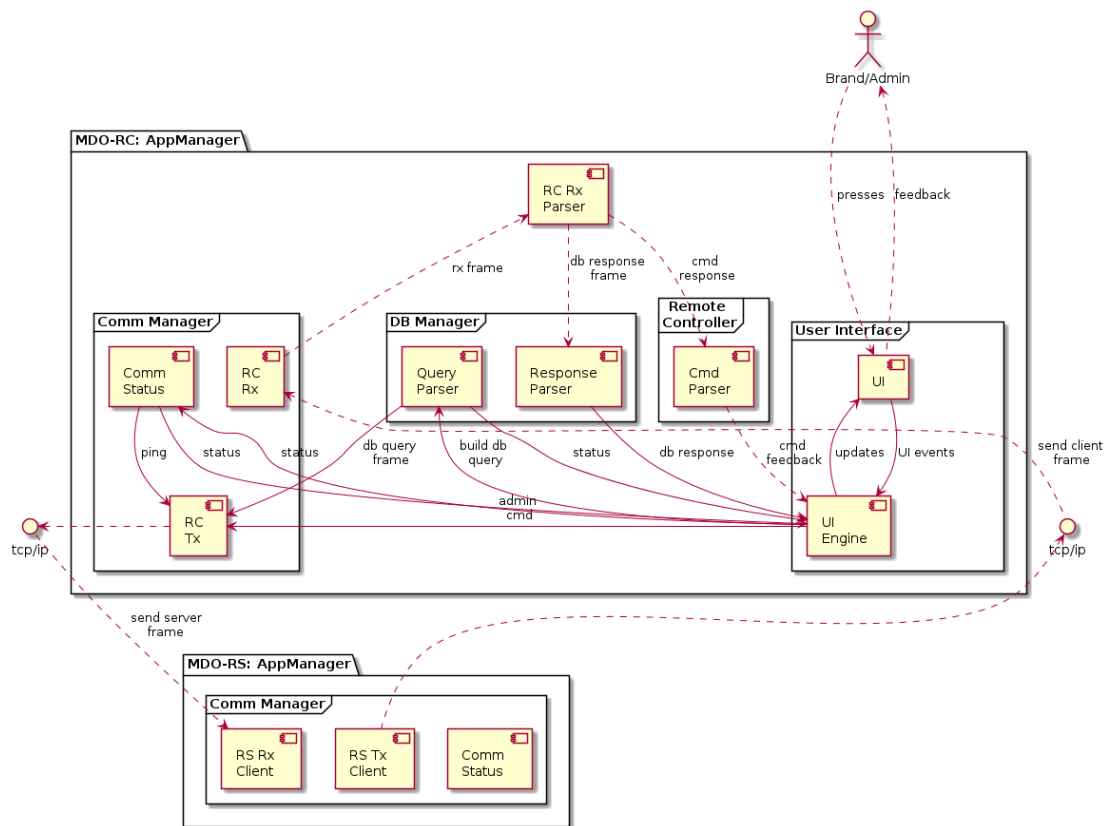 Brand/Admin
MDO-RC: AppManager
presses
feedback
RC Rx
Parser
rx frame
db response
frame
cmd
response
Comm Manager
DB Manager
Remote
Controller
User Interface
Comm
Status
RC
Rx
Query
Parser
Response
Parser
Cmd
Parser
UI
ping
status
status
db query
frame
build db
query
status
db response
cmd
feedback
updates
UI events
send client
frame
admin
cmd
RC
Tx
UI
Engine
tcp/ip
tcp/ip
send server
frame
MDO-RS: AppManager
Comm Manager
RS Rx
Client
RS Tx
Client
Comm
Status